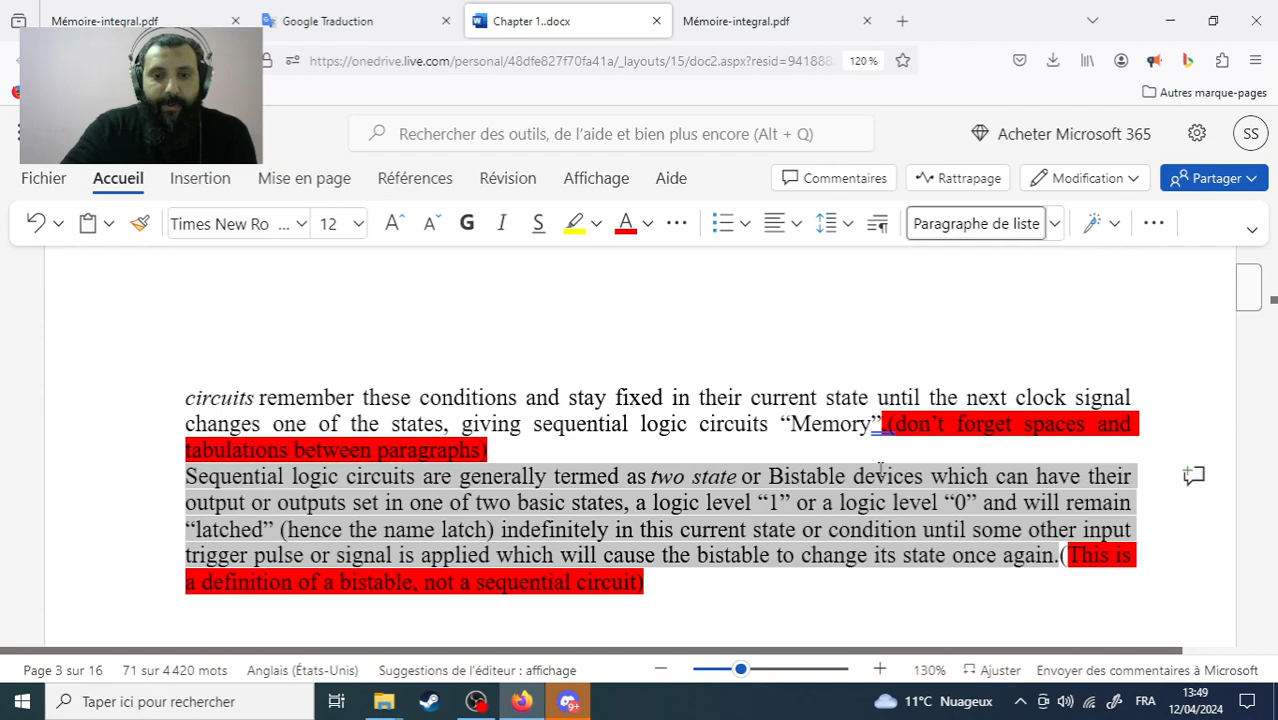 Mémoire-integral.pdf × Google Traduction × Chapter 1..docx × Mémoire-integral.pdf ×
https://onedrive.live.com/personal/48dfe827f70fa41a/_layouts/15/doc2.aspx?resid=941888 120 %
Autres marque-pages
Rechercher des outils, de l'aide et bien plus encore (Alt + Q) Acheter Microsoft 365 SS
Fichier Accueil Insertion Mise en page Références Révision Affichage Aide Commentaires Rattrapage Modification Partager
Times New Ro ... 12 G I S A Paragraphe de liste
circuits remember these conditions and stay fixed in their current state until the next clock signal
changes one of the states, giving sequential logic circuits “Memory”.(don’t forget spaces and
tabulations between paragraphs)
Sequential logic circuits are generally termed as two state or Bistable devices which can have their
output or outputs set in one of two basic states, a logic level “1” or a logic level “0” and will remain
“latched” (hence the name latch) indefinitely in this current state or condition until some other input
trigger pulse or signal is applied which will cause the bistable to change its state once again.(This is
a definition of a bistable, not a sequential circuit)
Page 3 sur 16 71 sur 4 420 mots Anglais (États-Unis) Suggestions de l'éditeur : affichage 130% Ajuster Envoyer des commentaires à Microsoft
Taper ici pour rechercher 9+ 11°C Nuageux FRA 13:49
12/04/2024